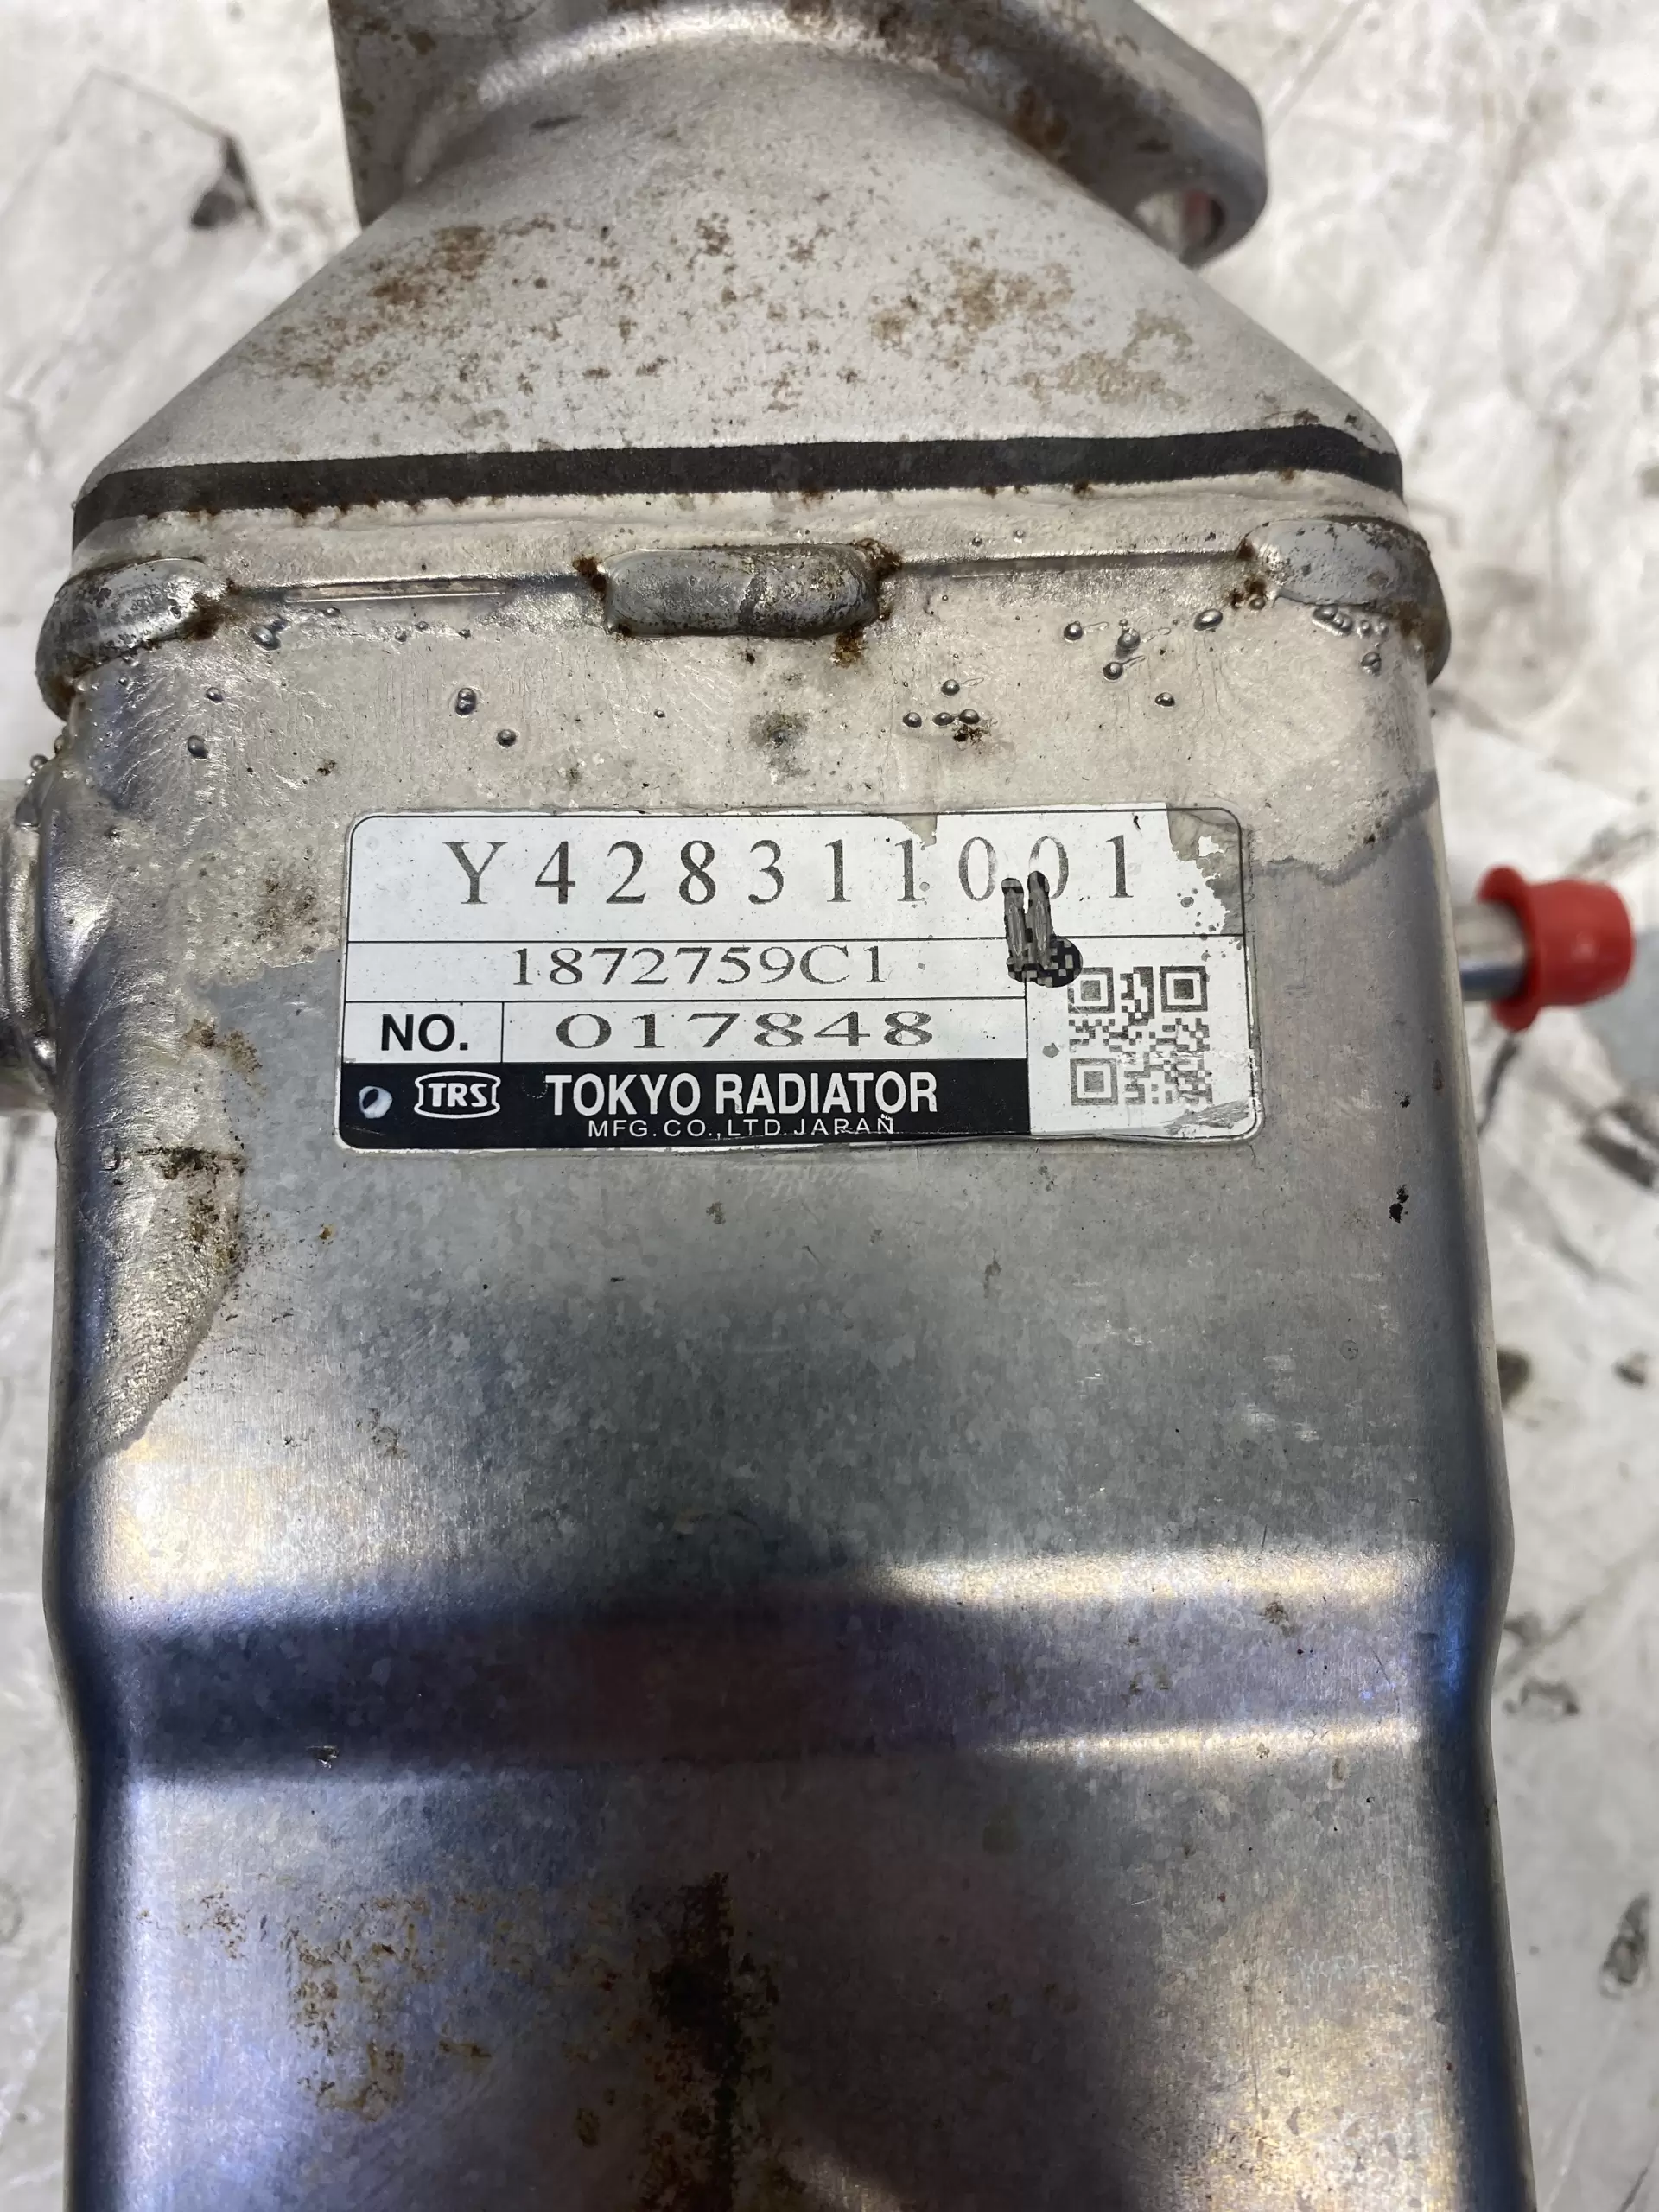 Y428311001
1872759C1
NO. 017848
TRS TOKYO RADIATOR
MFG.CO.,LTD.JAPAN